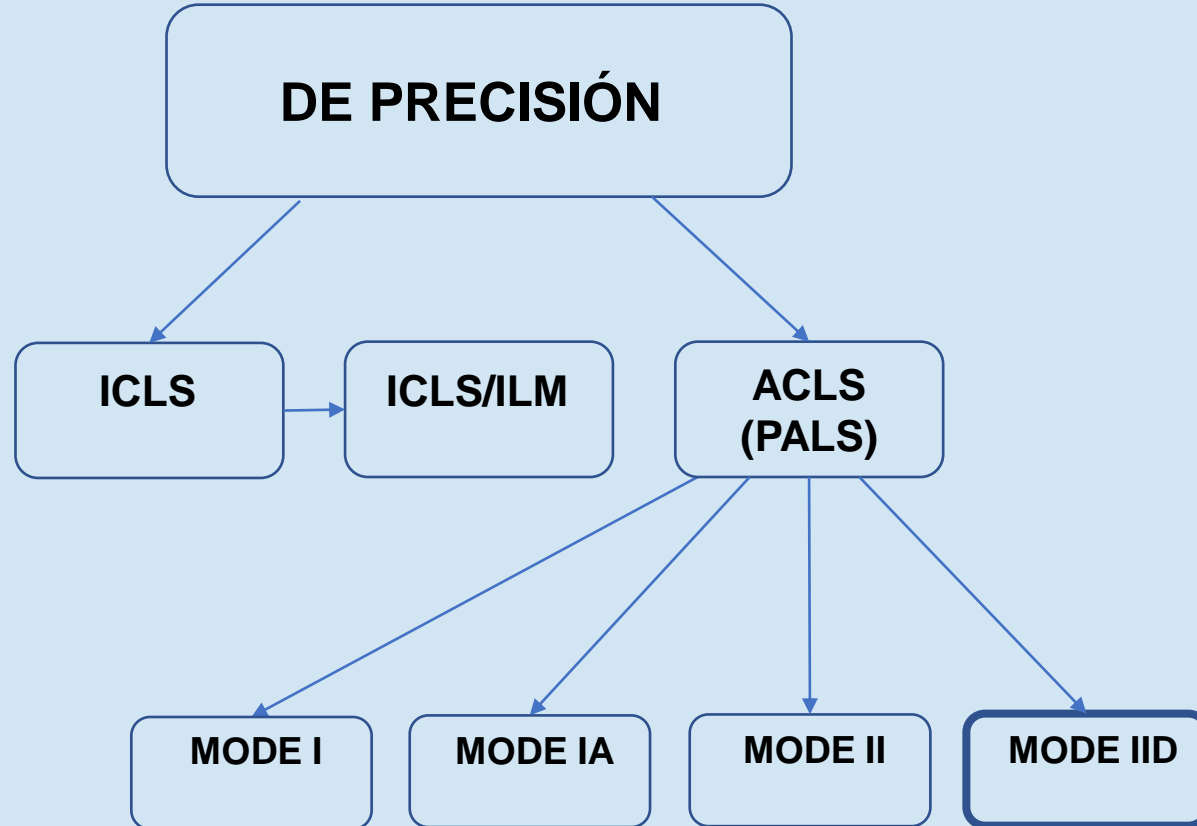 DE PRECISIÓN
ICLS
ICLS/ILM
ACLS
(PALS)
MODE I
MODE IA
MODE II
MODE IID